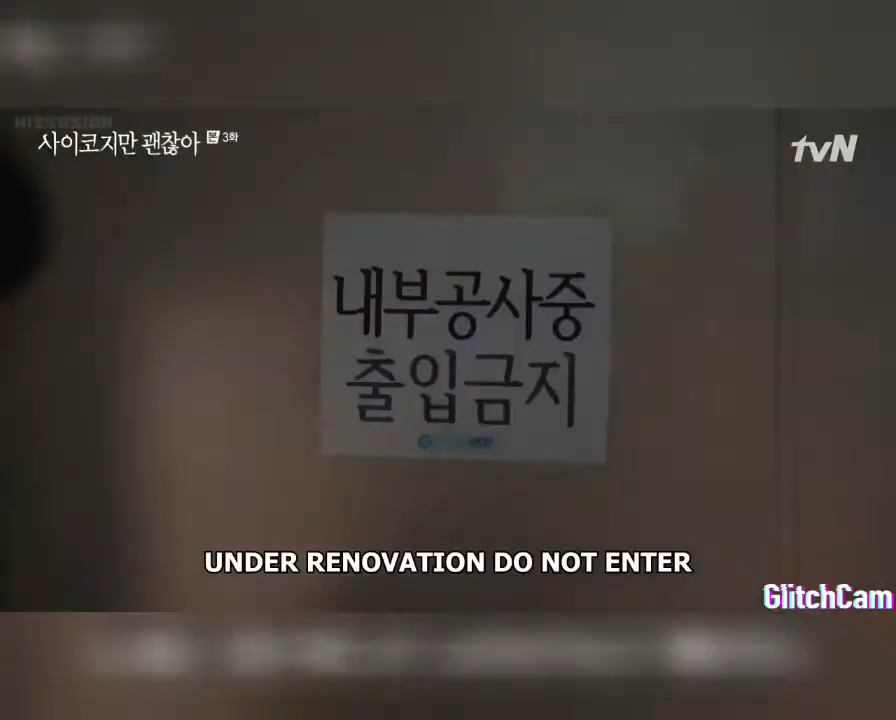 사이코지만 괜찮아 본 3화
tvN
내부공사중
출입금지
UNDER RENOVATION DO NOT ENTER
GlitchCam